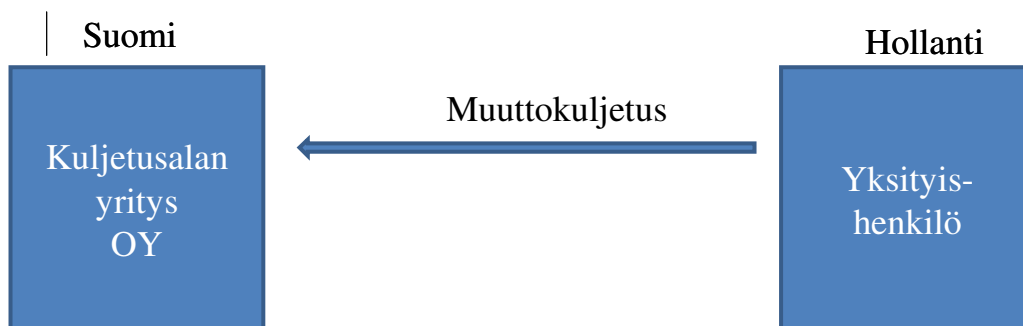 Suomi
Hollanti
Muuttokuljetus
Kuljetusalan
yritys
OY
Yksityis-
henkilö